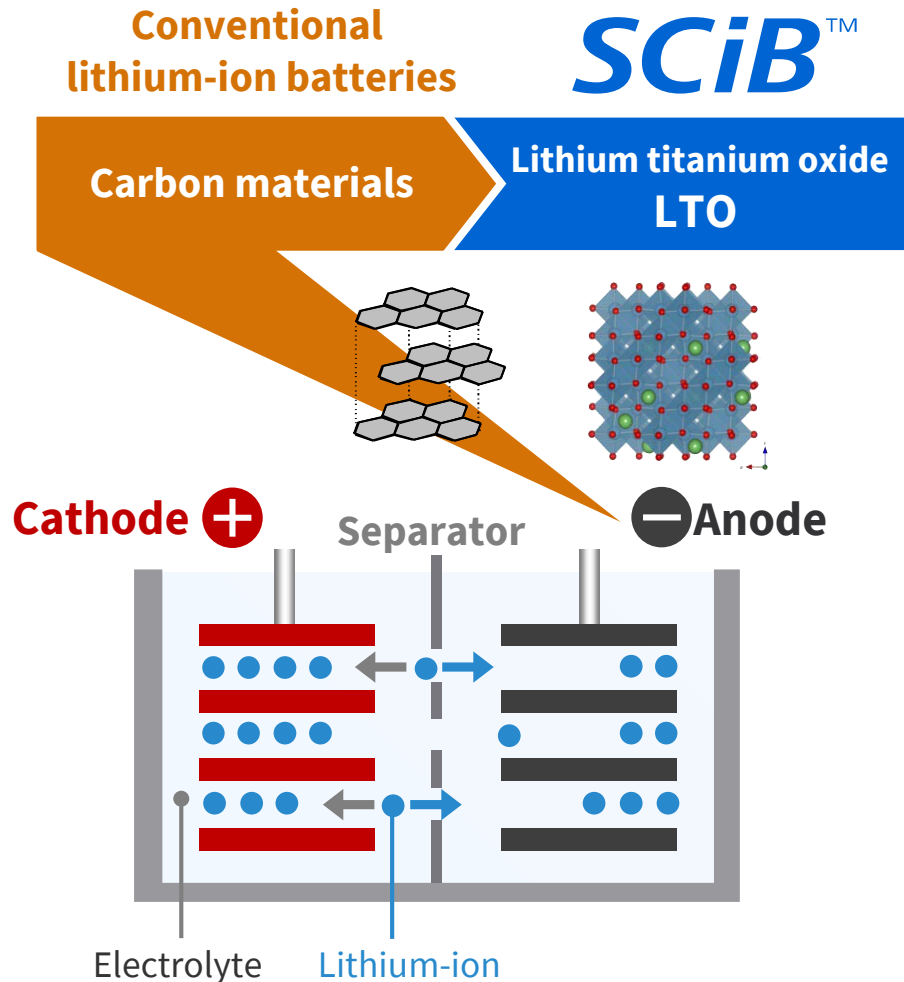 Conventional
lithium-ion batteries
SCiB™
Carbon materials
Lithium titanium oxide
LTO
Cathode +
Separator
− Anode
Electrolyte
Lithium-ion